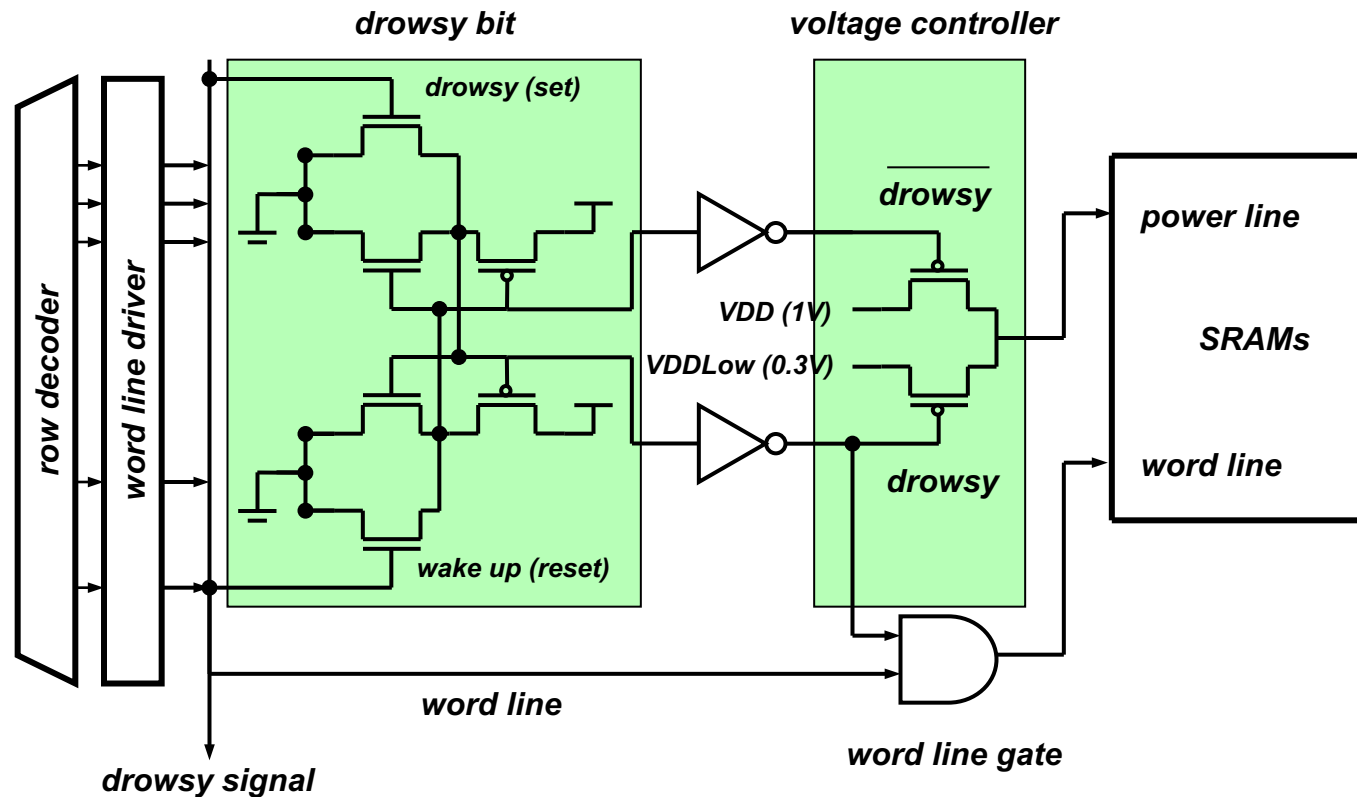 drowsy bit
voltage controller
drowsy (set)
row decoder
word line driver
drowsy
power line
VDD (1V)
SRAMs
VDDLow (0.3V)
word line
drowsy
wake up (reset)
word line
word line gate
drowsy signal